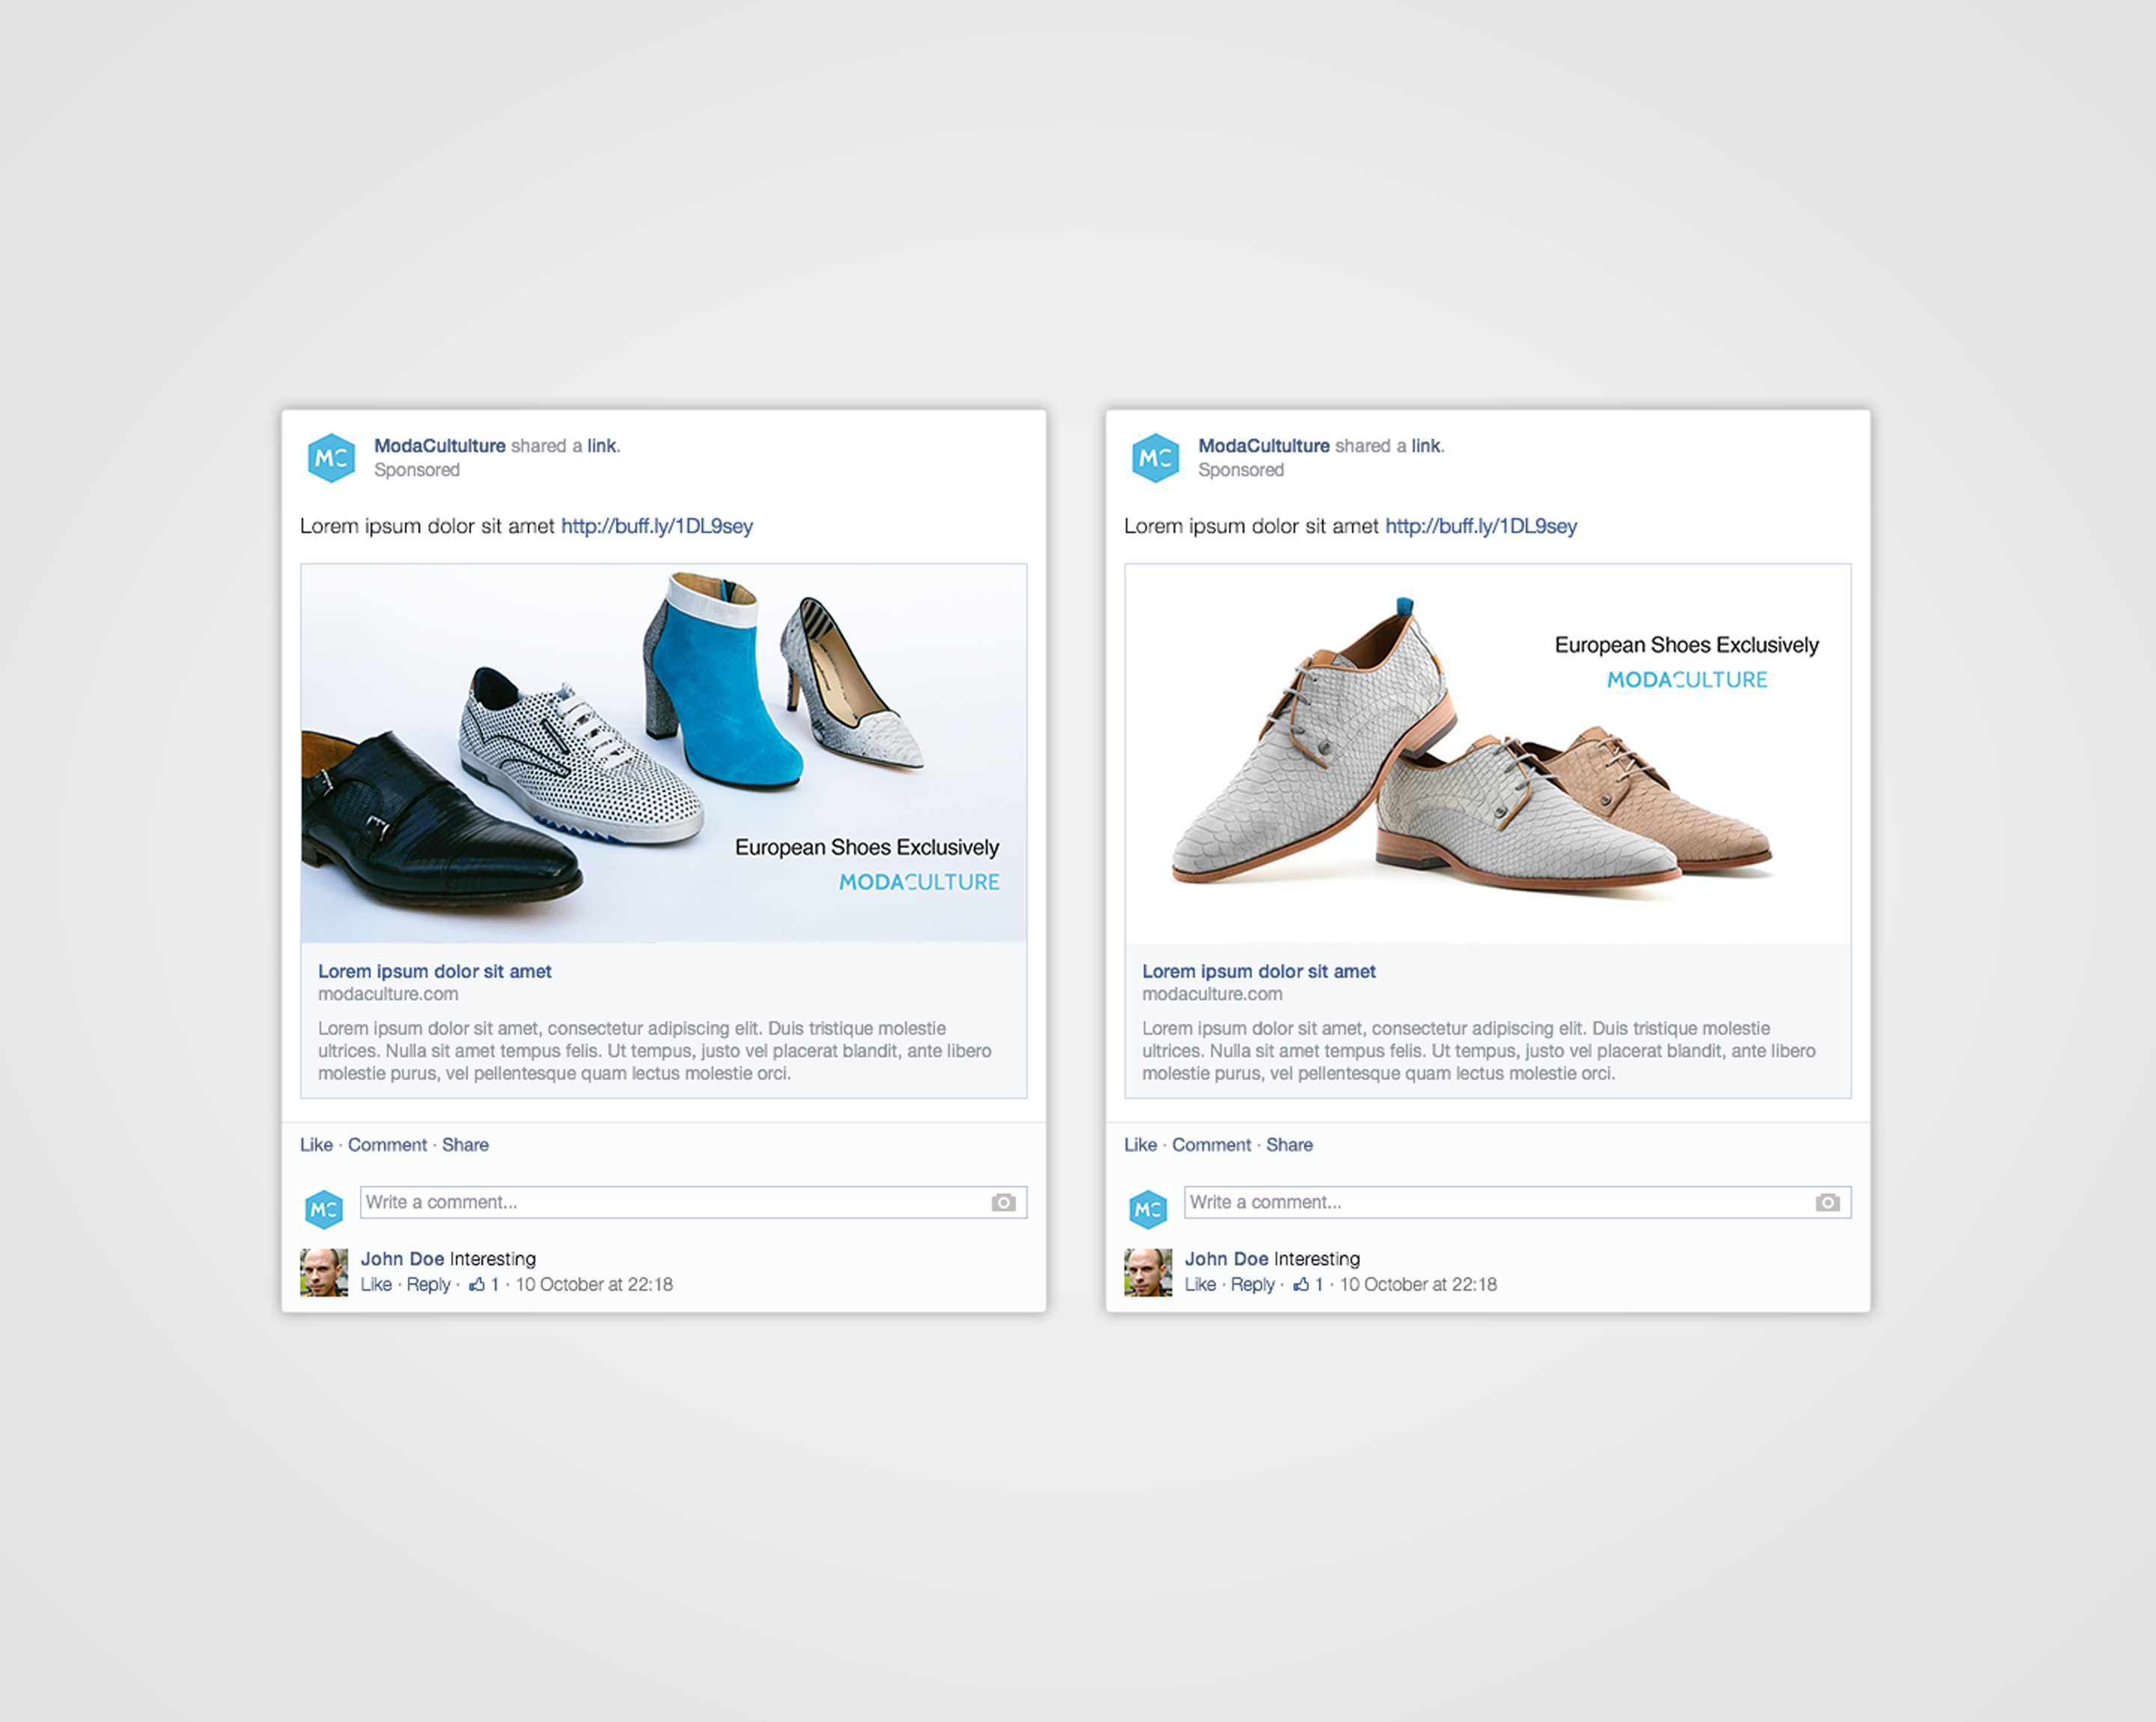 MC
ModaCultulture shared a link.
Sponsored
Lorem ipsum dolor sit amet http://buff.ly/1DL9sey
European Shoes Exclusively
MODACULTURE
Lorem ipsum dolor sit amet
modaculture.com
Lorem ipsum dolor sit amet, consectetur adipiscing elit. Duis tristique molestie
ultrices. Nulla sit amet tempus felis. Ut tempus, justo vel placerat blandit, ante libero
molestie purus, vel pellentesque quam lectus molestie orci.
Like · Comment · Share
MC
Write a comment...
John Doe Interesting
Like · Reply · 1 · 10 October at 22:18
MC
ModaCultulture shared a link.
Sponsored
Lorem ipsum dolor sit amet http://buff.ly/1DL9sey
European Shoes Exclusively
MODACULTURE
Lorem ipsum dolor sit amet
modaculture.com
Lorem ipsum dolor sit amet, consectetur adipiscing elit. Duis tristique molestie
ultrices. Nulla sit amet tempus felis. Ut tempus, justo vel placerat blandit, ante libero
molestie purus, vel pellentesque quam lectus molestie orci.
Like · Comment · Share
MC
Write a comment...
John Doe Interesting
Like · Reply · 1 · 10 October at 22:18